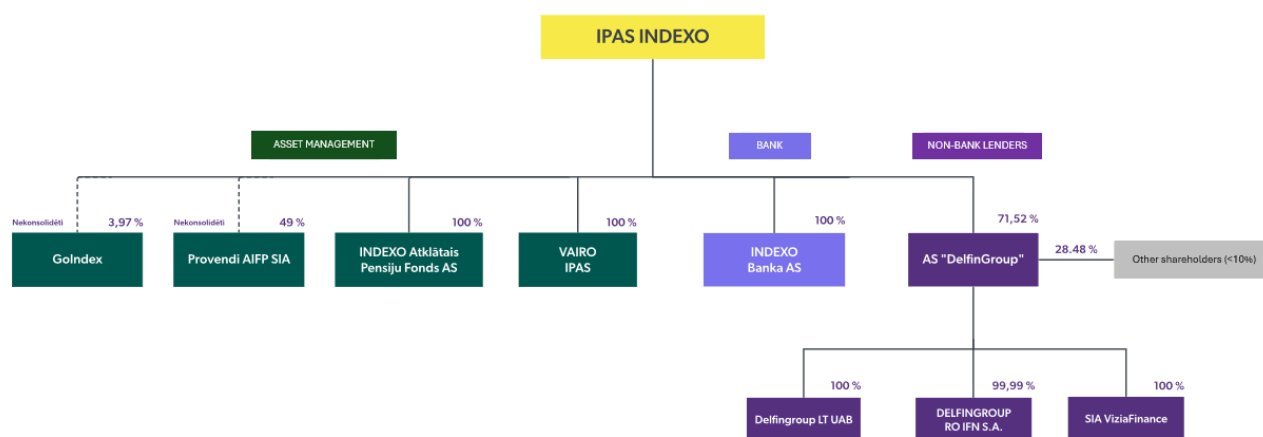 IPAS INDEXO
ASSET MANAGEMENT
BANK
NON-BANK LENDERS
Nekonsolidēti
3,97 %
Nekonsolidēti
49 %
100 %
100 %
100 %
71,52 %
GoIndex
Provendi AIFP SIA
INDEXO Atklātais
Pensiju Fonds AS
VAIRO
IPAS
INDEXO
Banka AS
AS "DelfinGroup"
28.48 %
Other shareholders (<10%)
100 %
99,99 %
100 %
Delfingroup LT UAB
DELFINGROUP
RO IFN S.A.
SIA ViziaFinance